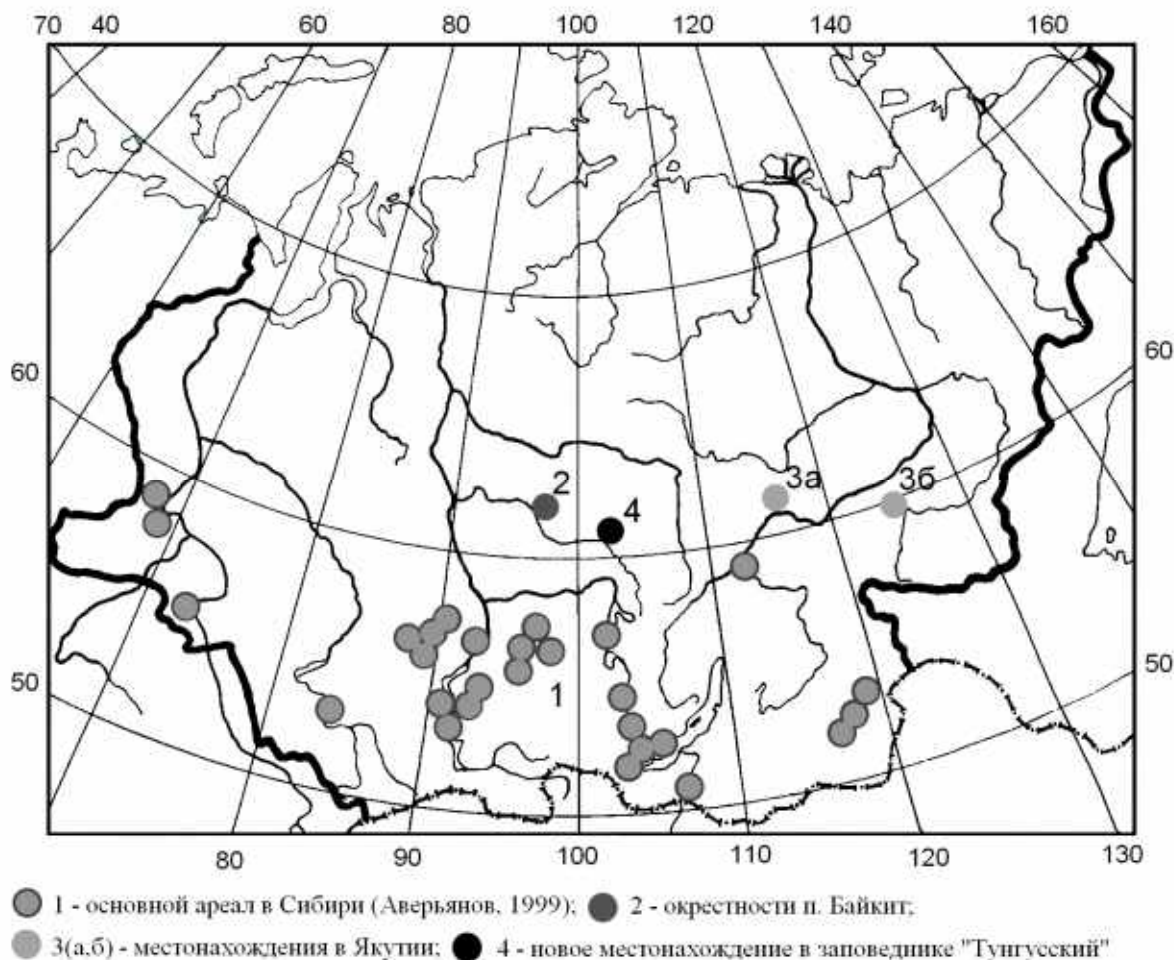 70 40 60 80 100 120 140 160
60 60
2 3а 3б
4
50 50
1
80 90 100 110 120 130
1 - основной ареал в Сибири (Аверьянов, 1999); 2 - окрестности п. Байкит;
3(а,б) - местонахождения в Якутии; 4 - новое местонахождение в заповеднике "Тунгусский"